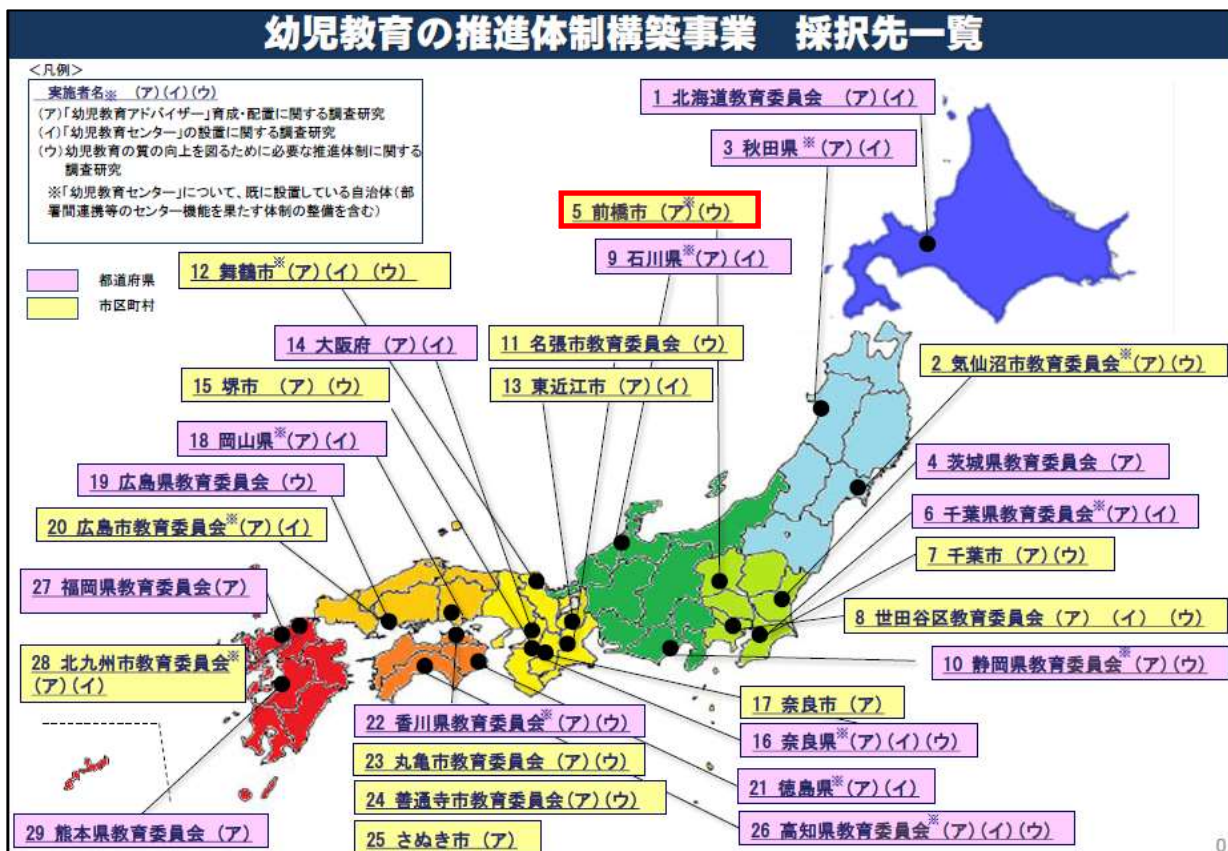 幼児教育の推進体制構築事業　採択先一覧
＜凡例＞
実施者名※　(ア)(イ)(ウ)
(ア)「幼児教育アドバイザー」育成・配置に関する調査研究
(イ)「幼児教育センター」の設置に関する調査研究
(ウ)幼児教育の質の向上を図るために必要な推進体制に関する
調査研究
※「幼児教育センター」について、既に設置している自治体(部
署間連携等のセンター機能を果たす体制の整備を含む)
都道府県
市区町村
1 北海道教育委員会　(ア)(イ)
3 秋田県※(ア)(イ)
5 前橋市 (ア)※(ウ)
9 石川県※(ア)(イ)
12 舞鶴市※(ア)(イ) (ウ)
14 大阪府 (ア)(イ)
11 名張市教育委員会 (ウ)
2 気仙沼市教育委員会※(ア)(ウ)
15 堺市　(ア) (ウ)
13 東近江市 (ア)(イ)
18 岡山県※(ア)(イ)
4 茨城県教育委員会 (ア)
19 広島県教育委員会 (ウ)
6 千葉県教育委員会※(ア)(イ)
20 広島市教育委員会※(ア)(イ)
7 千葉市 (ア)(ウ)
27 福岡県教育委員会(ア)
8 世田谷区教育委員会 (ア) (イ) (ウ)
28 北九州市教育委員会※
(ア)(イ)
10 静岡県教育委員会※(ア)(ウ)
17 奈良市 (ア)
22 香川県教育委員会※(ア)(ウ)
16 奈良県※(ア)(イ)(ウ)
23 丸亀市教育委員会 (ア)(ウ)
21 徳島県※(ア)(イ)
24 善通寺市教育委員会(ア)(ウ)
29 熊本県教育委員会 (ア)
25 さぬき市 (ア)
26 高知県教育委員会※(ア)(イ)(ウ)
0